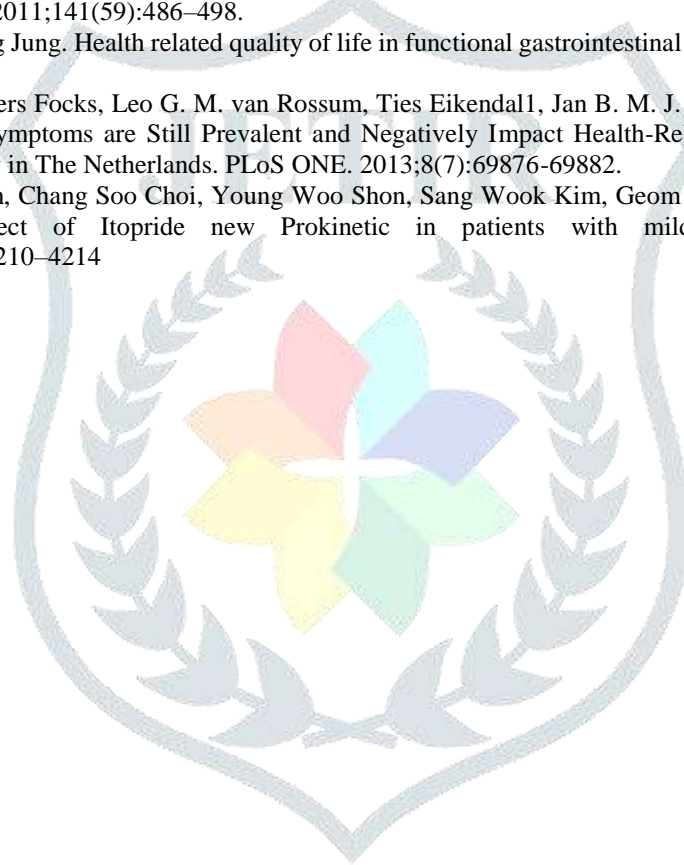 2011;141(59):486–498.
g Jung. Health related quality of life in functional gastrointestinal
ers Focks, Leo G. M. van Rossum, Ties Eikendal1, Jan B. M. J.
ymptoms are Still Prevalent and Negatively Impact Health-Re
in The Netherlands. PLoS ONE. 2013;8(7):69876-69882.
n, Chang Soo Choi, Young Woo Shon, Sang Wook Kim, Geom
ect of Itopride new Prokinetic in patients with mild
210–4214
JETIR